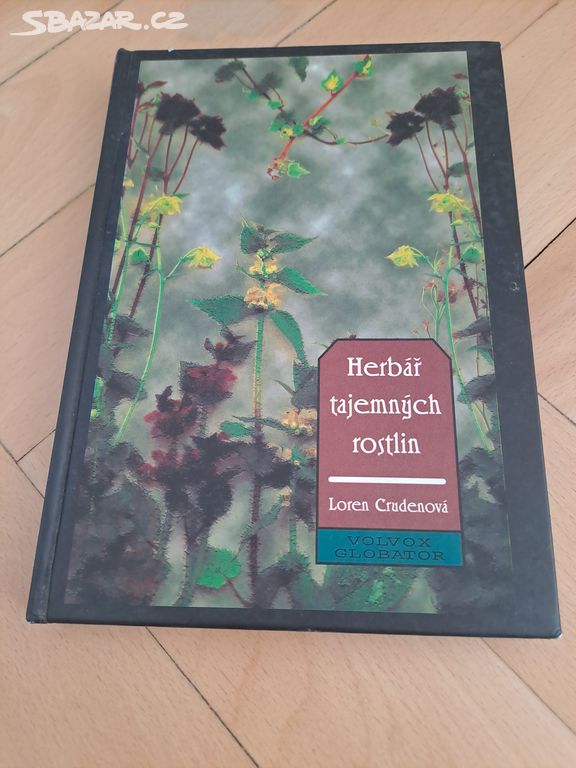 SBAZAR.CZ
Herbář
tajemných
rostlin
Loren Crudenová
VOLVOX
GLOBATOR